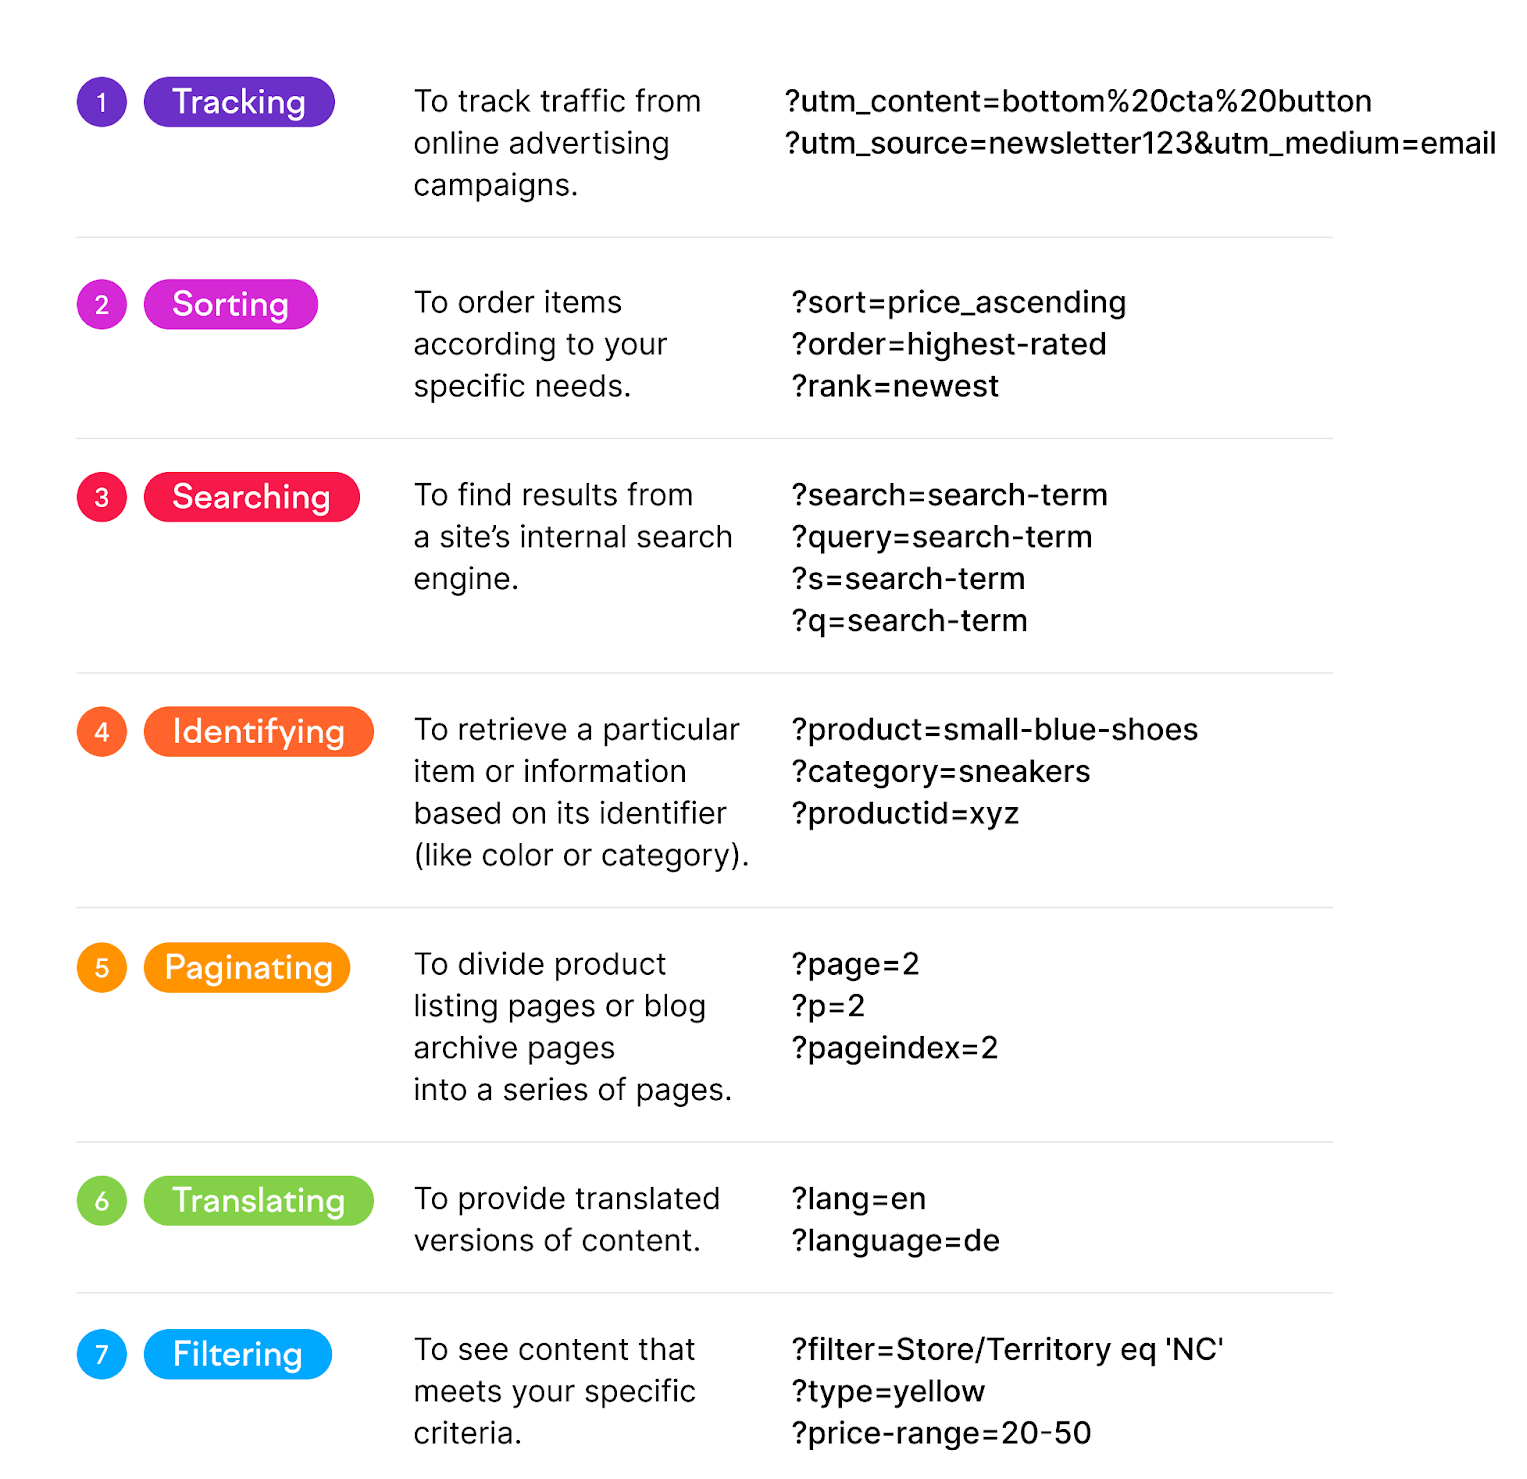 1 Tracking
To track traffic from
online advertising
campaigns.
?utm_content=bottom%20cta%20button
?utm_source=newsletter123&utm_medium=email
2 Sorting
To order items
according to your
specific needs.
?sort=price_ascending
?order=highest-rated
?rank=newest
3 Searching
To find results from
a site’s internal search
engine.
?search=search-term
?query=search-term
?s=search-term
?q=search-term
4 Identifying
To retrieve a particular
item or information
based on its identifier
(like color or category).
?product=small-blue-shoes
?category=sneakers
?productid=xyz
5 Paginating
To divide product
listing pages or blog
archive pages
into a series of pages.
?page=2
?p=2
?pageindex=2
6 Translating
To provide translated
versions of content.
?lang=en
?language=de
7 Filtering
To see content that
meets your specific
criteria.
?filter=Store/Territory eq 'NC'
?type=yellow
?price-range=20-50